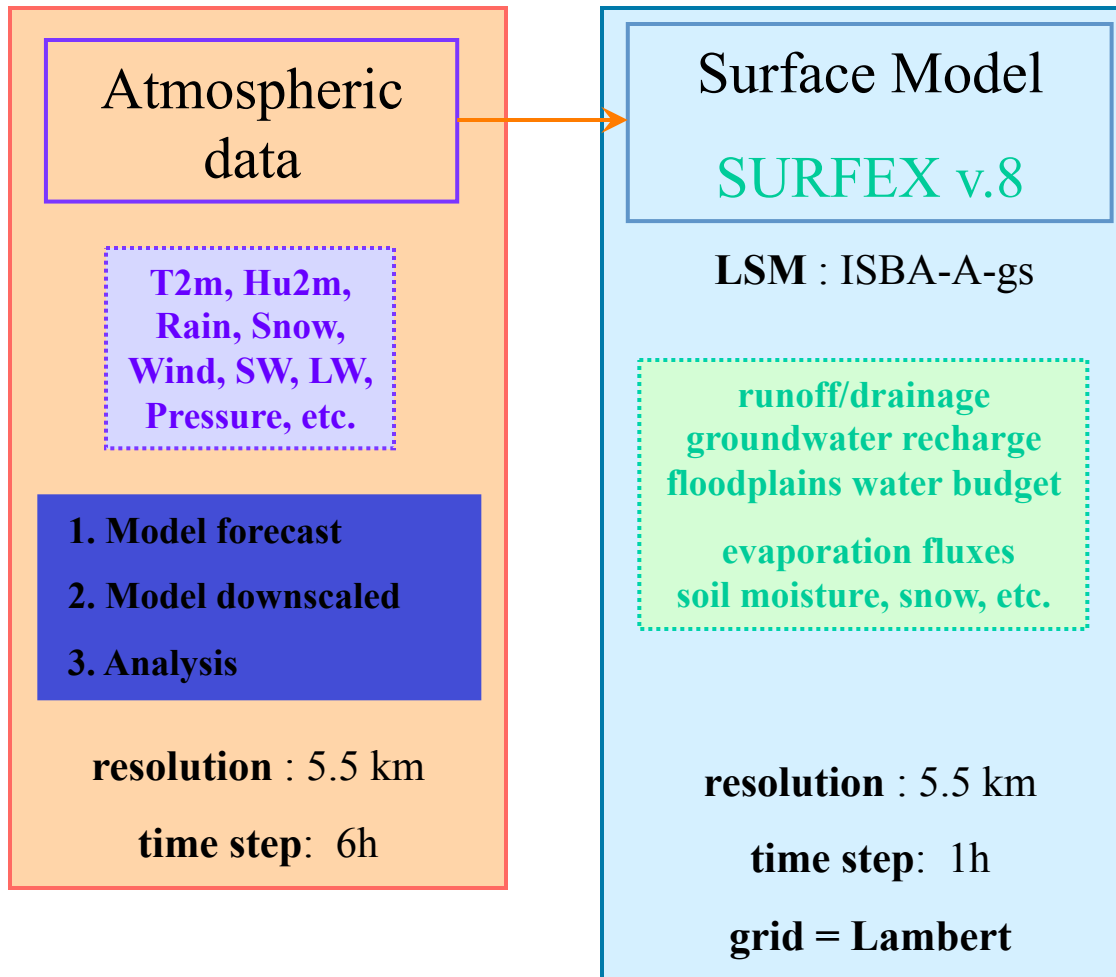 Atmospheric
data
T2m, Hu2m,
Rain, Snow,
Wind, SW, LW,
Pressure, etc.
1. Model forecast
2. Model downscaled
3. Analysis
resolution : 5.5 km
time step: 6h
Surface Model
SURFEX v.8
LSM : ISBA-A-gs
runoff/drainage
groundwater recharge
floodplains water budget
evaporation fluxes
soil moisture, snow, etc.
resolution : 5.5 km
time step: 1h
grid = Lambert